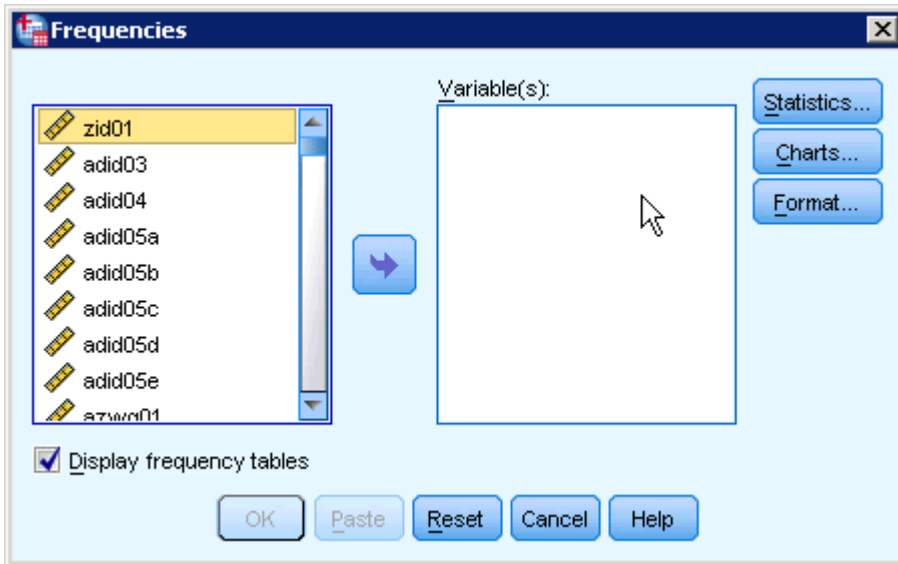 Frequencies
Variable(s):
zid01
adid03
adid04
adid05a
adid05b
adid05c
adid05d
adid05e
azwg01
Statistics...
Charts...
Format...
Display frequency tables
OK
Paste
Reset
Cancel
Help